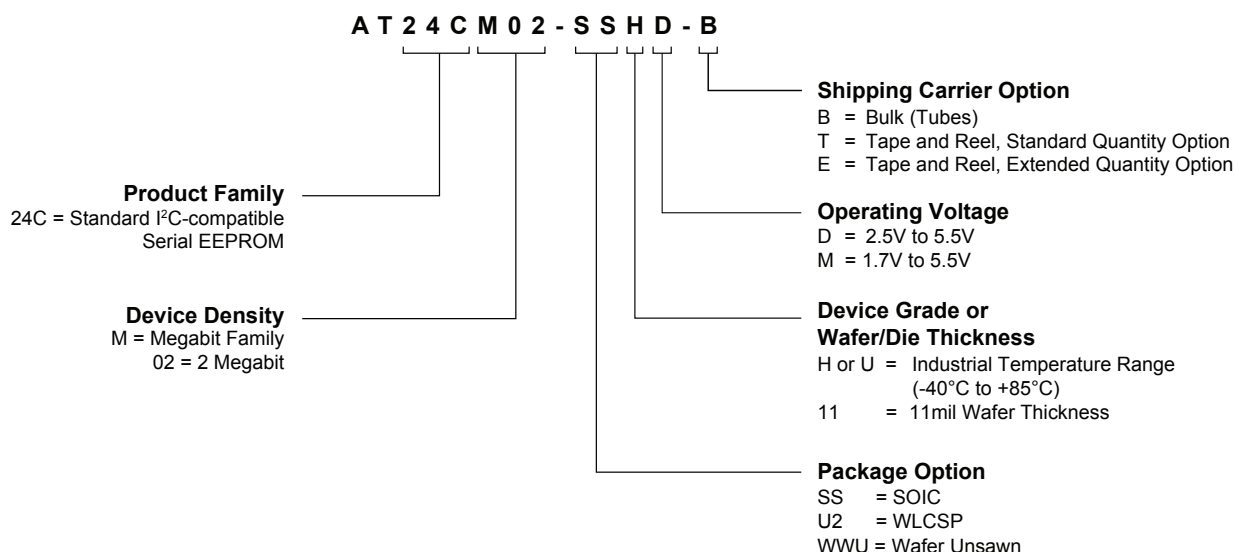 AT24CM02-SSHD-B
Shipping Carrier Option
B = Bulk (Tubes)
T = Tape and Reel, Standard Quantity Option
E = Tape and Reel, Extended Quantity Option
Product Family
24C = Standard I²C-compatible
Serial EEPROM
Operating Voltage
D = 2.5V to 5.5V
M = 1.7V to 5.5V
Device Density
M = Megabit Family
02 = 2 Megabit
Device Grade or
Wafer/Die Thickness
H or U = Industrial Temperature Range
(-40°C to +85°C)
11 = 11mil Wafer Thickness
Package Option
SS = SOIC
U2 = WLCSP
WWU = Wafer Unsawn